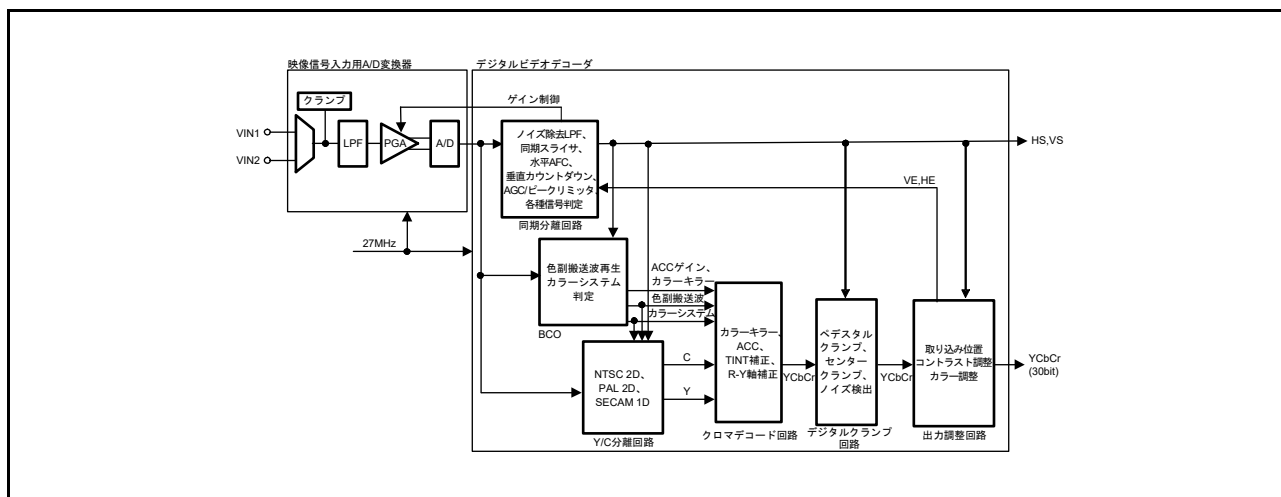 映像信号入力用A/D変換器
デジタルビデオデコーダ
クランプ
ゲイン制御
VIN1
VIN2
LPF
PGA
A/D
ノイズ除去LPF、
同期スライサ、
水平AFC、
垂直カウントダウン、
AGC/ピークリミッタ、
各種信号判定
同期分離回路
HS,VS
VE,HE
27MHz
色副搬送波再生
カラーシステム
判定
BCO
ACCゲイン、
カラーキラー
色副搬送波
カラーシステム
NTSC 2D、
PAL 2D、
SECAM 1D
Y/C分離回路
C
Y
カラーキラー、
ACC、
TINT補正、
R-Y軸補正
クロマデコード回路
YCbCr
ペデスタル
クランプ、
センター
クランプ、
ノイズ検出
デジタルクランプ
回路
YCbCr
取り込み位置
コントラスト調整
カラー調整
出力調整回路
YCbCr
(30bit)